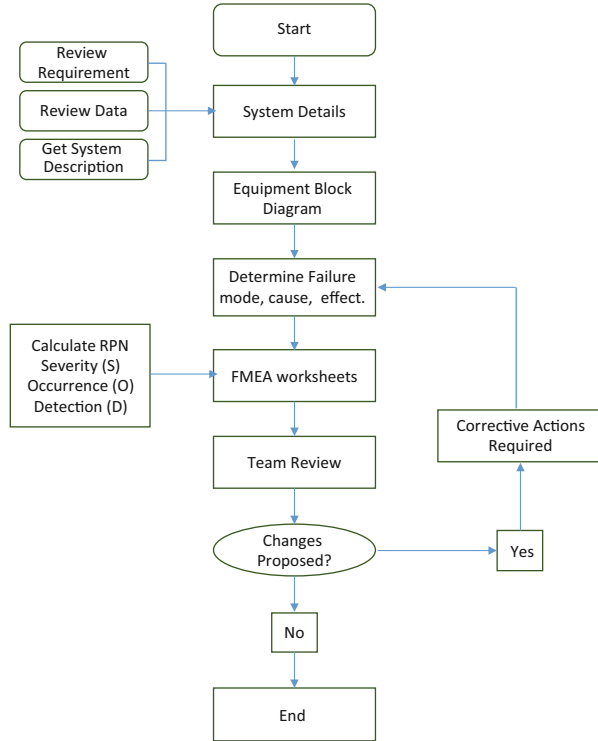 Start
Review
Requirement
Review Data
Get System
Description
System Details
Equipment Block
Diagram
Determine Failure
mode, cause, effect.
Calculate RPN
Severity (S)
Occurrence (O)
Detection (D)
FMEA worksheets
Corrective Actions
Required
Team Review
Changes
Proposed?
Yes
No
End